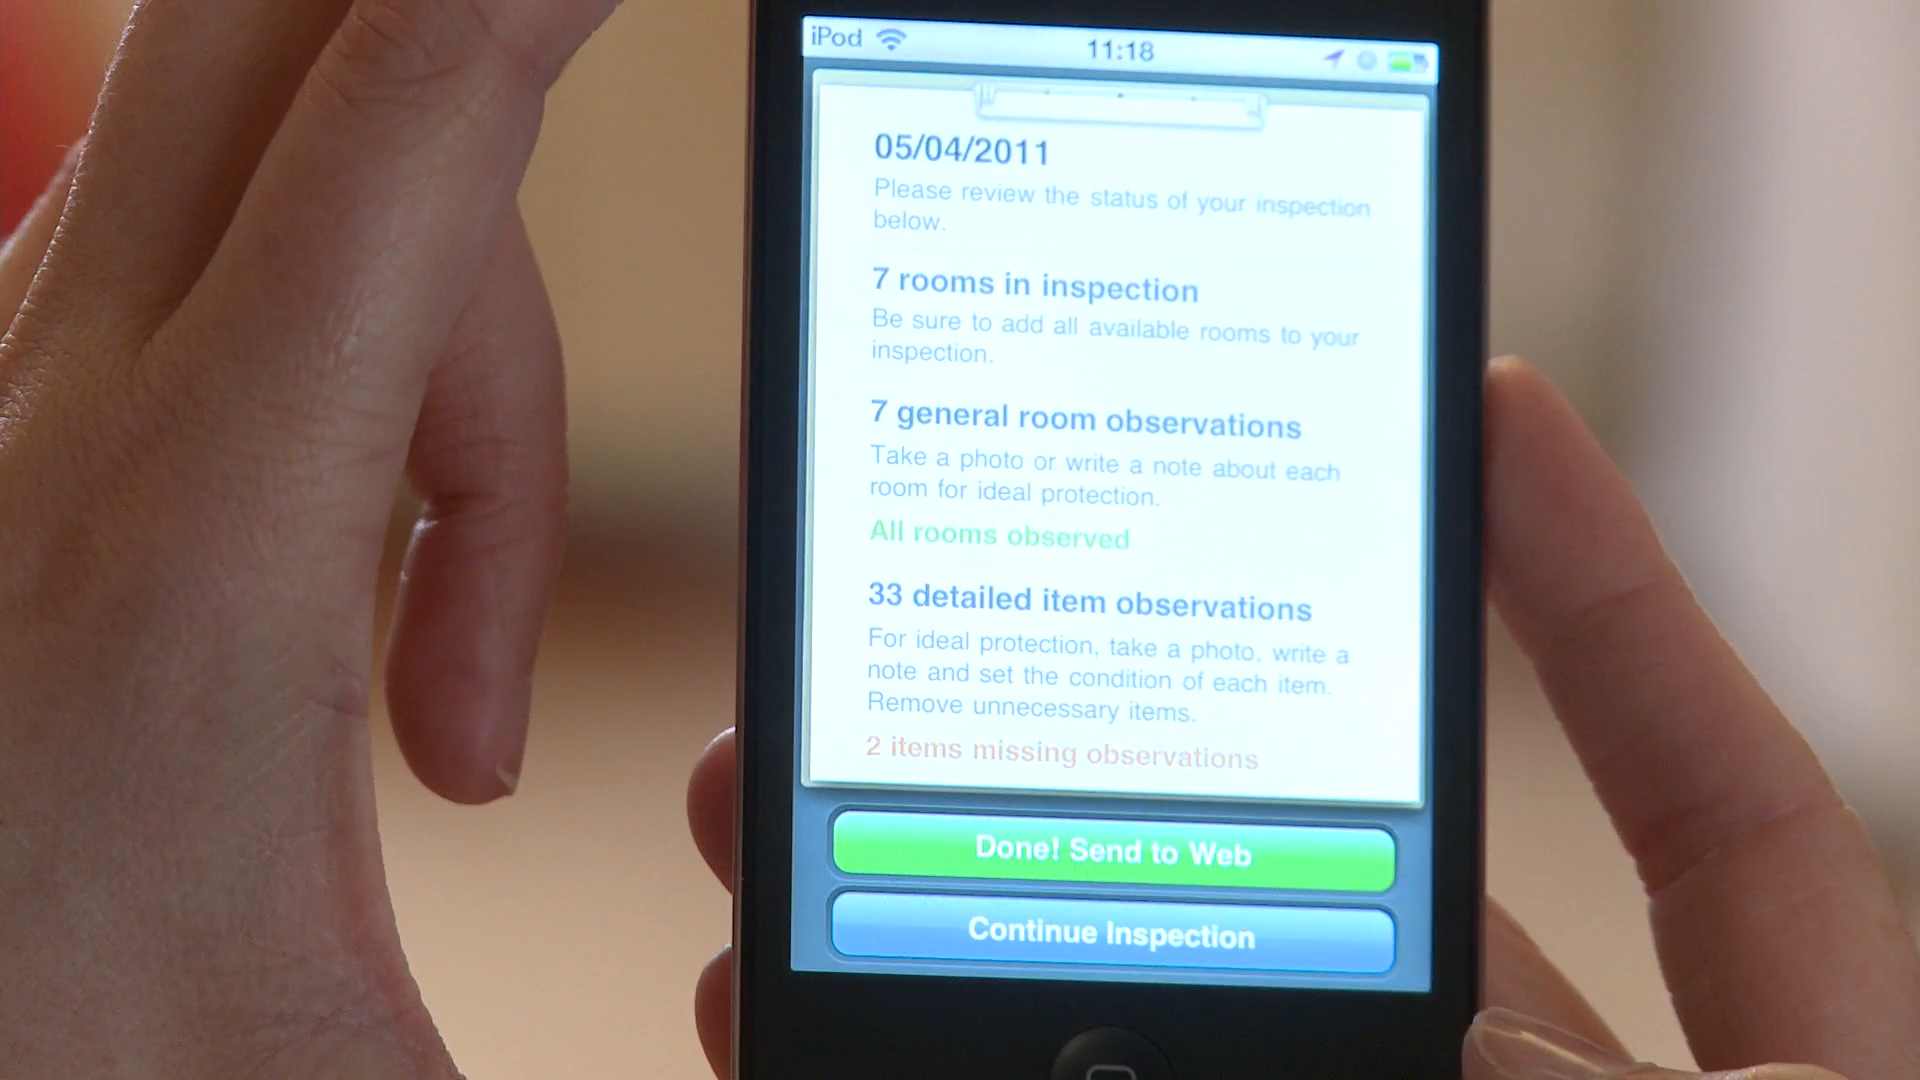 iPod 11:18
05/04/2011
Please review the status of your inspection
below.
7 rooms in inspection
Be sure to add all available rooms to your
inspection.
7 general room observations
Take a photo or write a note about each
room for ideal protection.
All rooms observed
33 detailed item observations
For ideal protection, take a photo, write a
note and set the condition of each item.
Remove unnecessary items.
2 items missing observations
Done! Send to Web
Continue Inspection